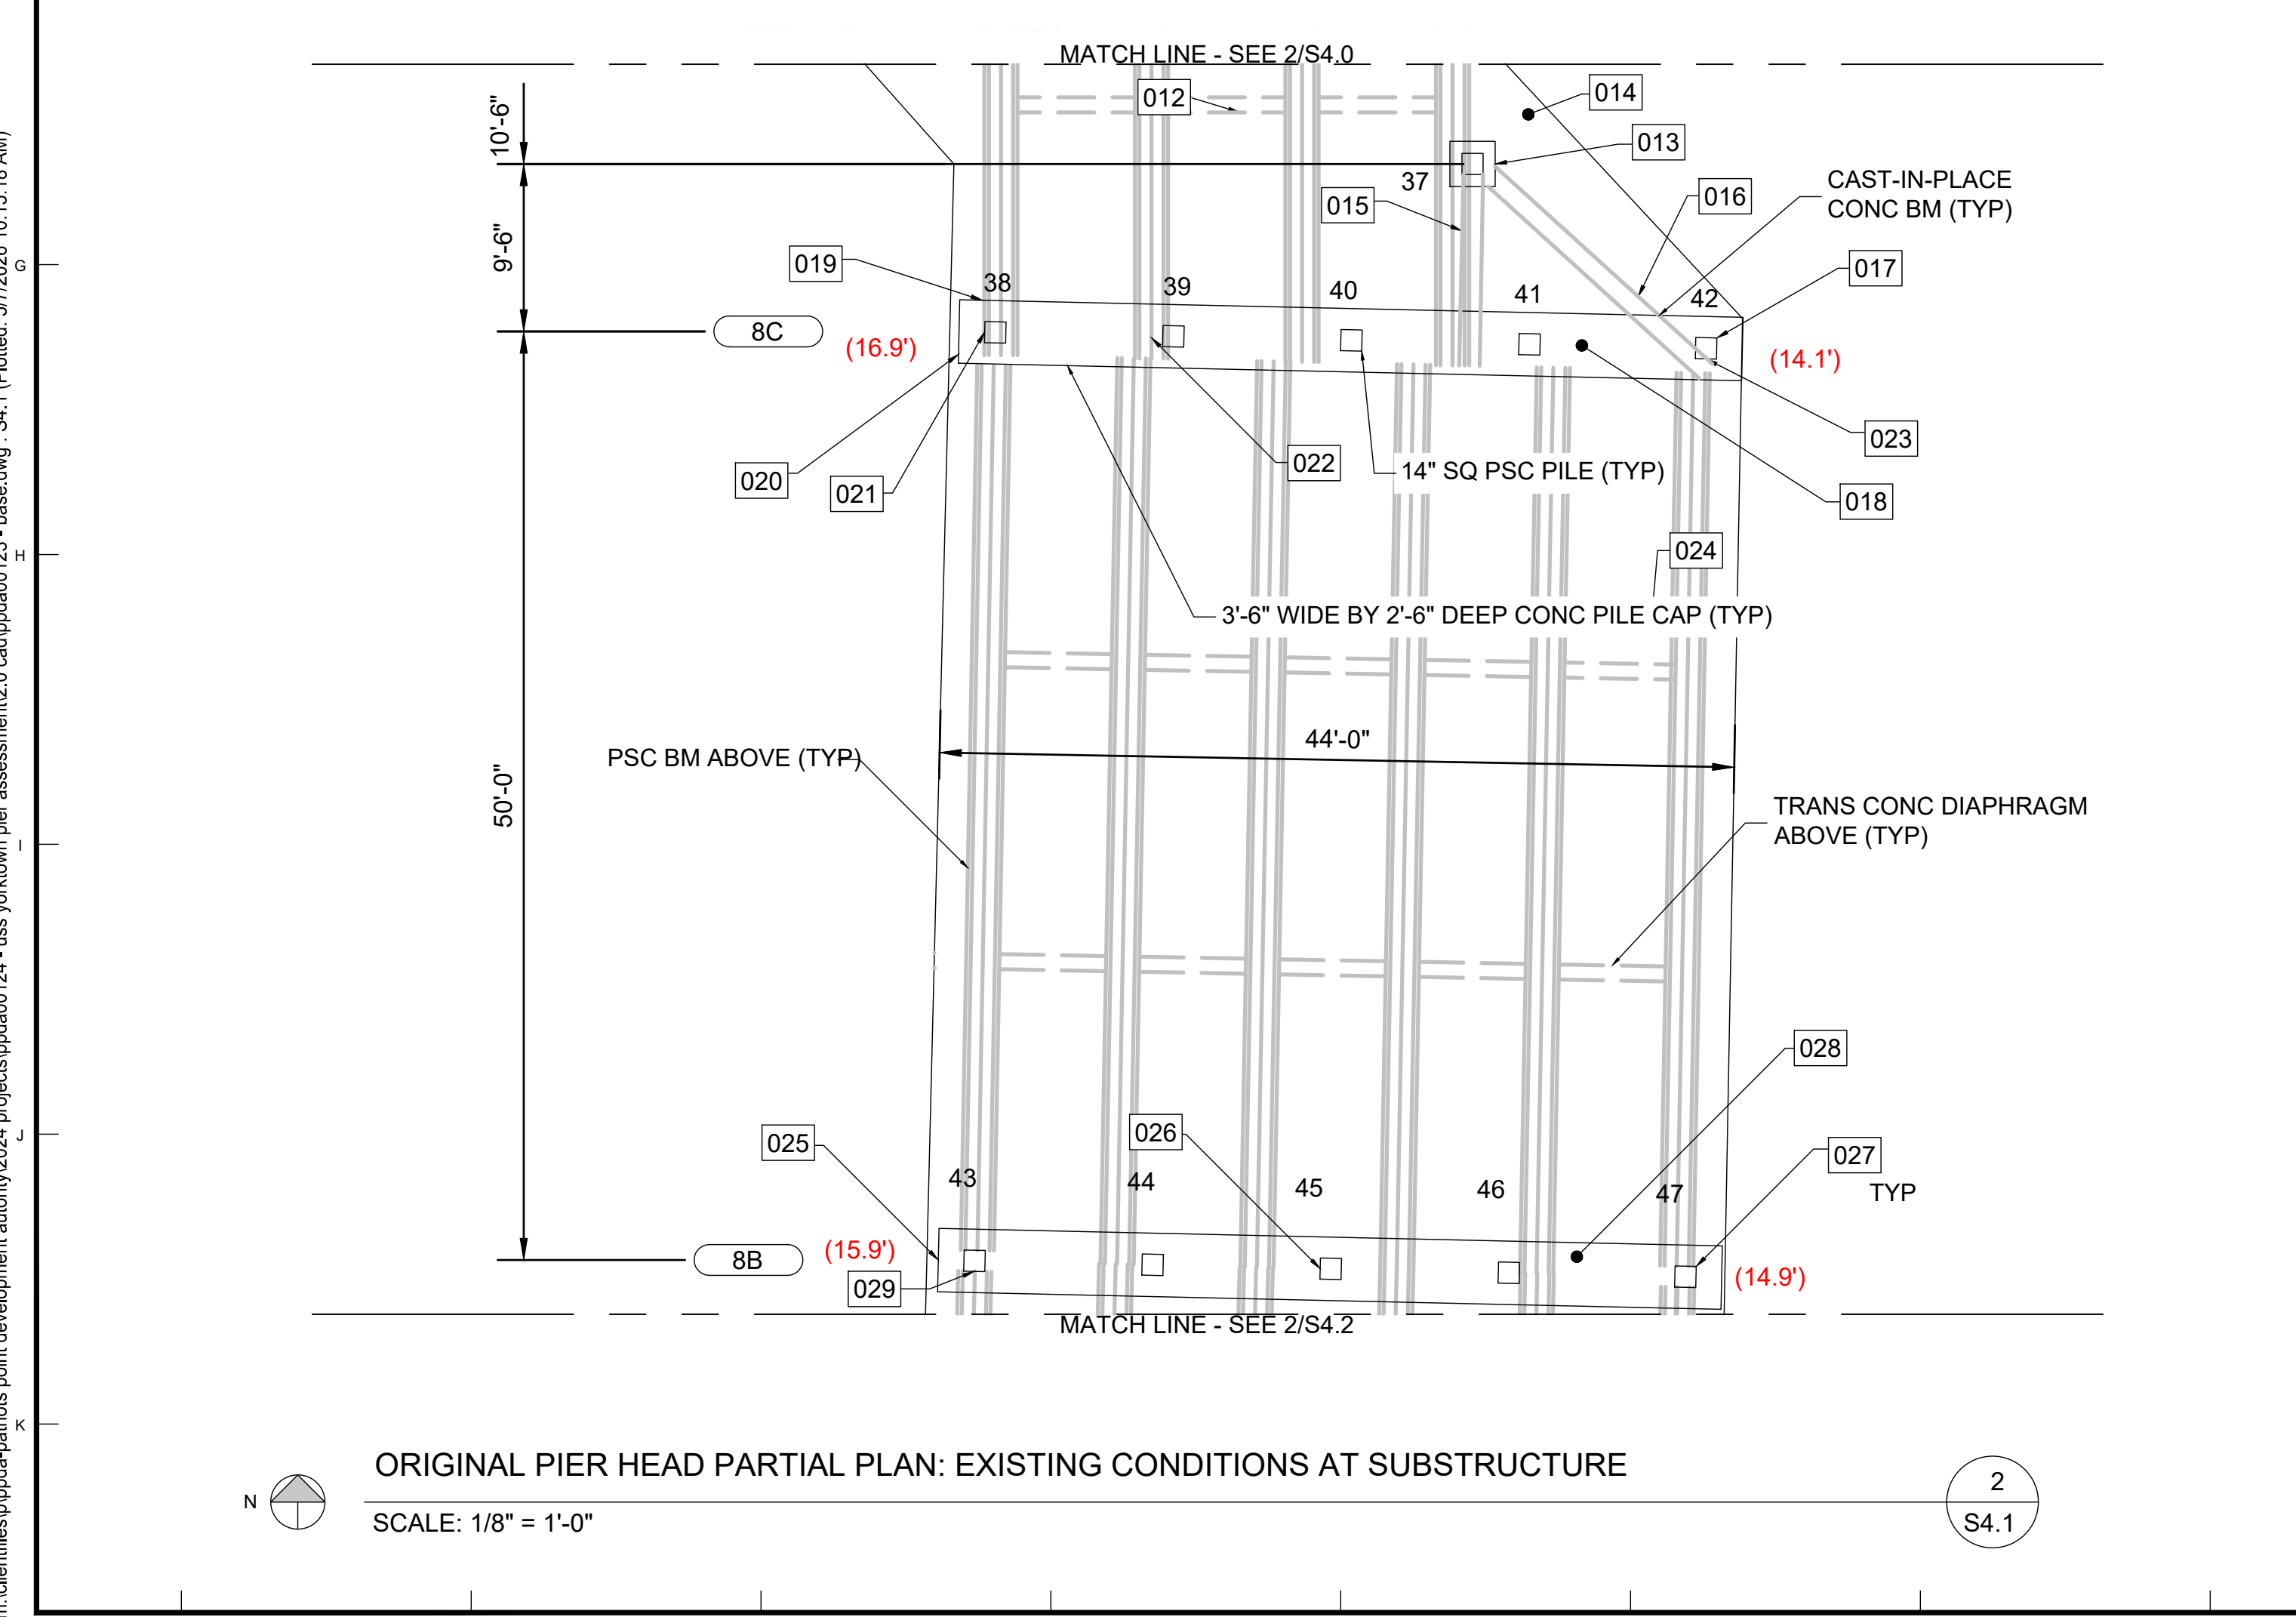 MATCH LINE - SEE 2/S4.0
10'-6"
012
014
013
37
015
016
CAST-IN-PLACE
CONC BM (TYP)
9'-6"
G
019
38
39
40
41
42
017
8C
(16.9')
(14.1')
023
020
021
022
14" SQ PSC PILE (TYP)
018
H
024
3'-6" WIDE BY 2'-6" DEEP CONC PILE CAP (TYP)
44'-0"
PSC BM ABOVE (TYP)
50'-0"
TRANS CONC DIAPHRAGM
ABOVE (TYP)
I
028
J
025
026
027
TYP
43
44
45
46
47
8B
(15.9')
(14.9')
029
MATCH LINE - SEE 2/S4.2
K
ORIGINAL PIER HEAD PARTIAL PLAN: EXISTING CONDITIONS AT SUBSTRUCTURE
N
SCALE: 1/8" = 1'-0"
2
S4.1